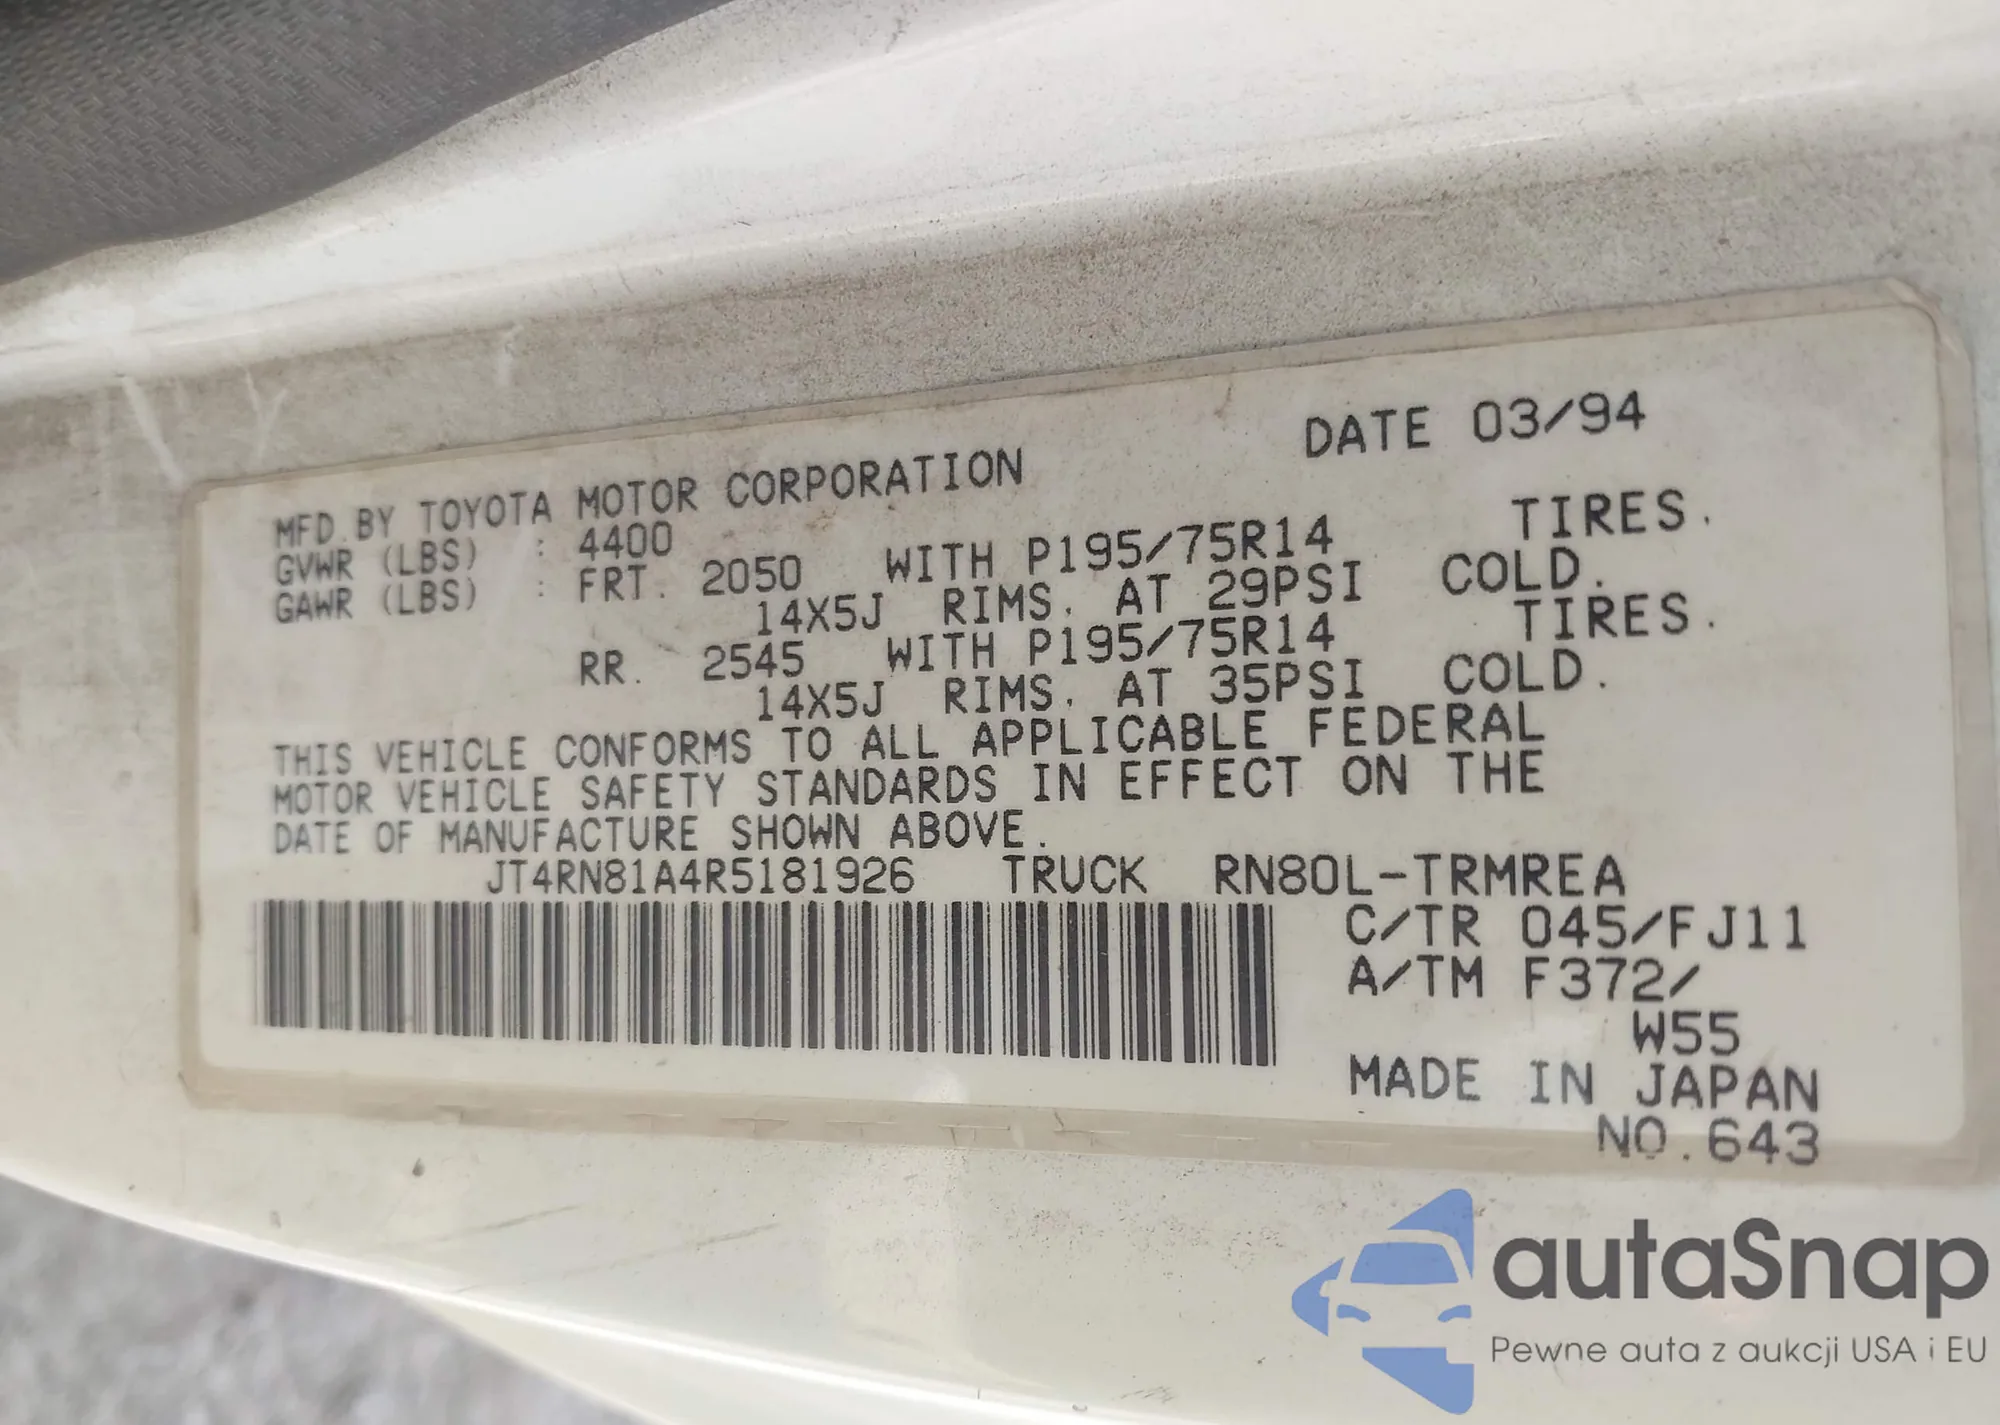 DATE 03/94
MFD.BY TOYOTA MOTOR CORPORATION
GVWR (LBS) : 4400
GAWR (LBS) : FRT. 2050 WITH P195/75R14 TIRES.
14X5J RIMS. AT 29PSI COLD.
RR. 2545 WITH P195/75R14 TIRES.
14X5J RIMS. AT 35PSI COLD.
THIS VEHICLE CONFORMS TO ALL APPLICABLE FEDERAL
MOTOR VEHICLE SAFETY STANDARDS IN EFFECT ON THE
DATE OF MANUFACTURE SHOWN ABOVE.
JT4RN81A4R5181926 TRUCK RN80L-TRMREA
C/TR 045/FJ11
A/TM F372/
W55
MADE IN JAPAN
NO.643
autaSnap
Pewne auta z aukcji USA i EU